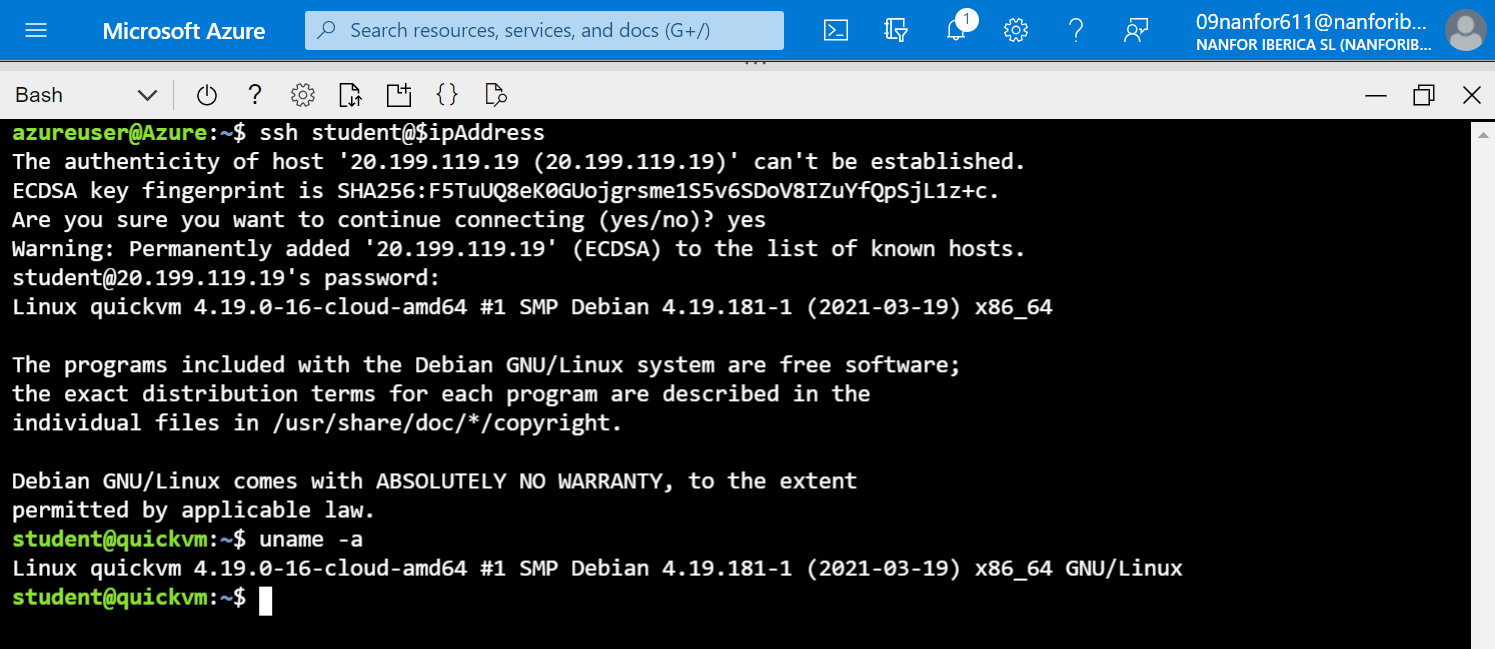 Microsoft Azure
Search resources, services, and docs (G+/)
1
09nanfor611@nanforib...
NANFOR IBERICA SL (NANFORIB...
Bash
azureuser@Azure:~$ ssh student@$ipAddress
The authenticity of host '20.199.119.19 (20.199.119.19)' can't be established.
ECDSA key fingerprint is SHA256:F5TuUQ8eK0GUojgrsme1S5v6SDoV8IZuYfQpSjL1z+c.
Are you sure you want to continue connecting (yes/no)? yes
Warning: Permanently added '20.199.119.19' (ECDSA) to the list of known hosts.
student@20.199.119.19's password:
Linux quickvm 4.19.0-16-cloud-amd64 #1 SMP Debian 4.19.181-1 (2021-03-19) x86_64
The programs included with the Debian GNU/Linux system are free software;
the exact distribution terms for each program are described in the
individual files in /usr/share/doc/*/copyright.
Debian GNU/Linux comes with ABSOLUTELY NO WARRANTY, to the extent
permitted by applicable law.
student@quickvm:~$ uname -a
Linux quickvm 4.19.0-16-cloud-amd64 #1 SMP Debian 4.19.181-1 (2021-03-19) x86_64 GNU/Linux
student@quickvm:~$